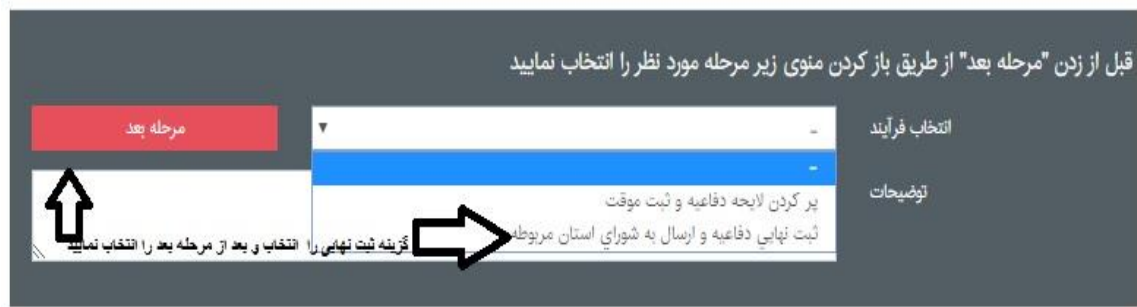 قبل از زدن "مرحله بعد" از طریق باز کردن منوی زیر مرحله مورد نظر را انتخاب نمایید
انتخاب فرآیند
-
مرحله بعد
-
توضیحات
پر کردن لایحه دفاعیه و ثبت موقت
ثبت نهایي دفاعیه و ارسال به شوراي استان مربوطه
گزینه ثبت نهایی را انتخاب و بعد از مرحله بعد را انتخاب نمایید